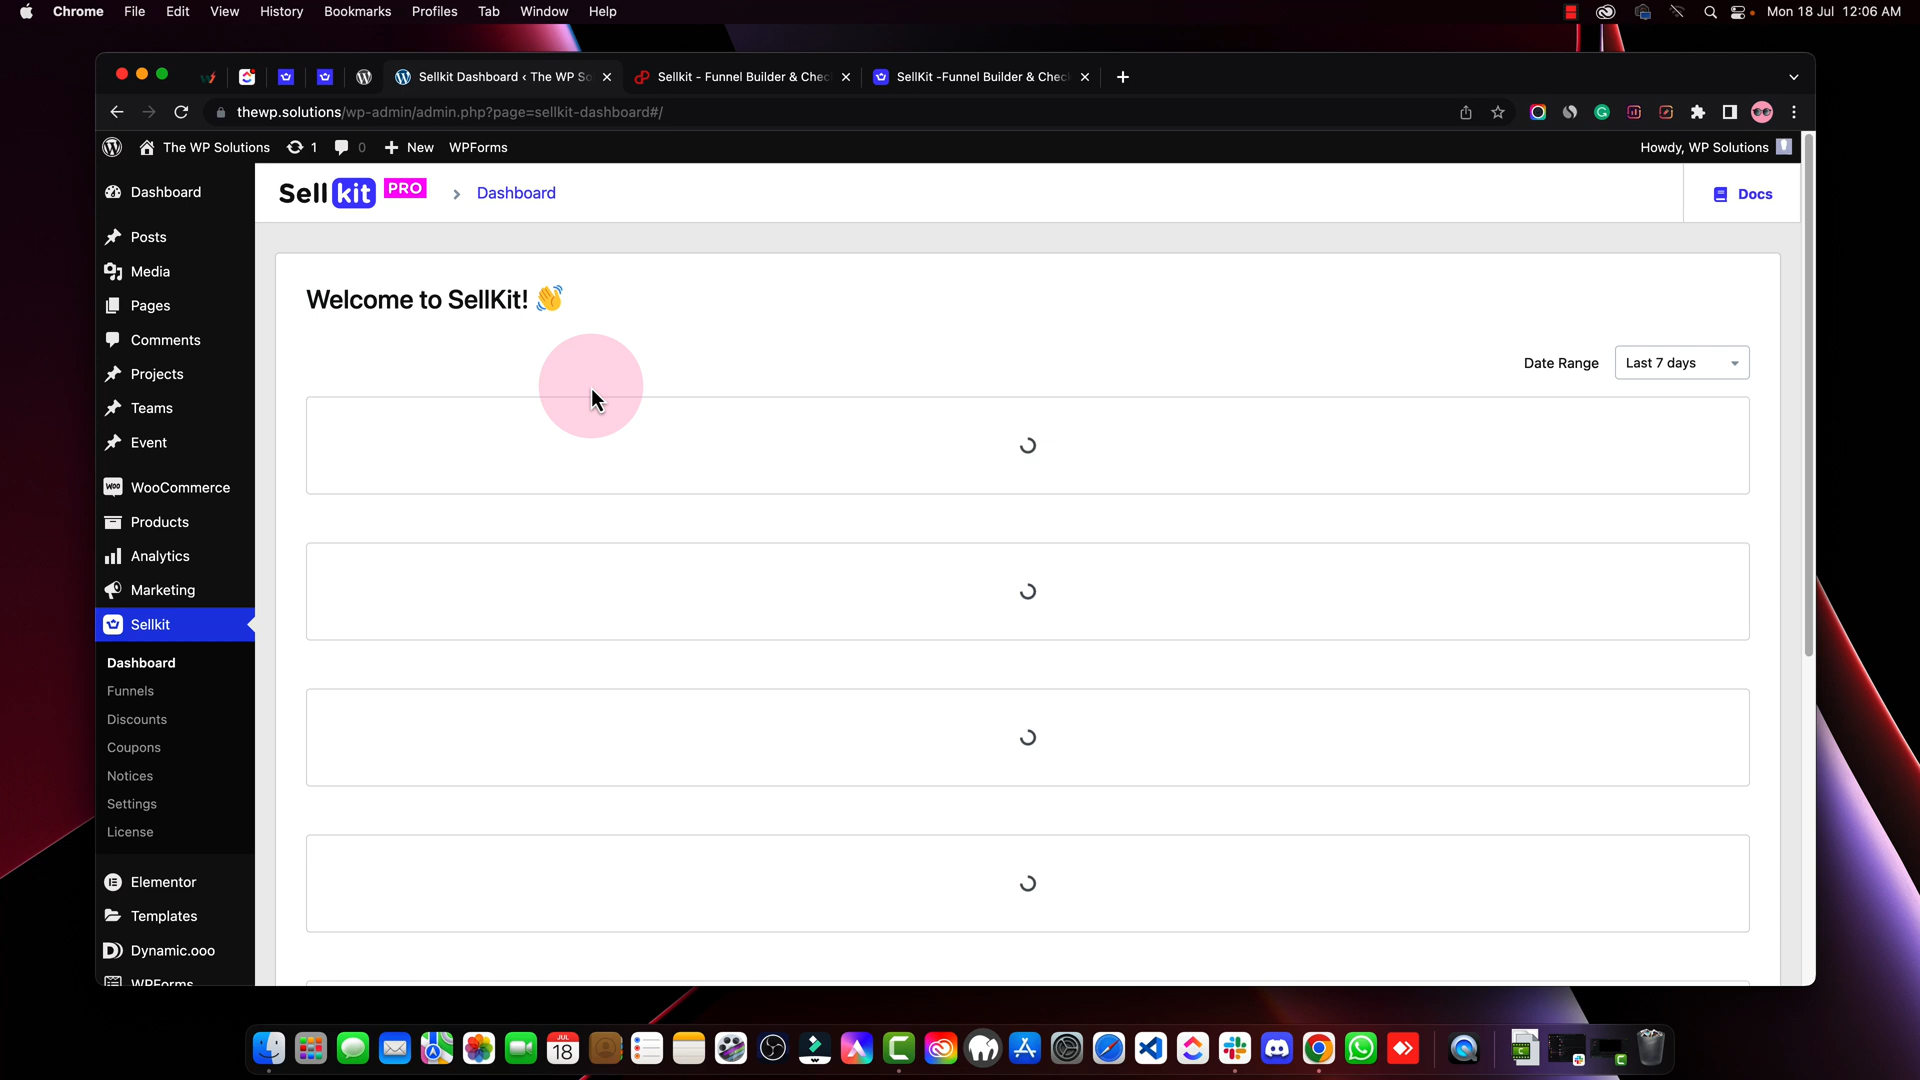 Chrome File Edit View History Bookmarks Profiles Tab Window Help Mon 18 Jul 12:06 AM
Sellkit Dashboard ‹ The WP So Sellkit - Funnel Builder & Chec SellKit -Funnel Builder & Chec
thewp.solutions/wp-admin/admin.php?page=sellkit-dashboard#/
The WP Solutions 1 0 New WPForms Howdy, WP Solutions
Dashboard
Posts
Media
Pages
Comments
Projects
Teams
Event
WooCommerce
Products
Analytics
Marketing
Sellkit
Dashboard
Funnels
Discounts
Coupons
Notices
Settings
License
Elementor
Templates
Dynamic.ooo
WPForms
Sell kit PRO › Dashboard Docs
Welcome to SellKit! 👋
Date Range Last 7 days
JUL
18